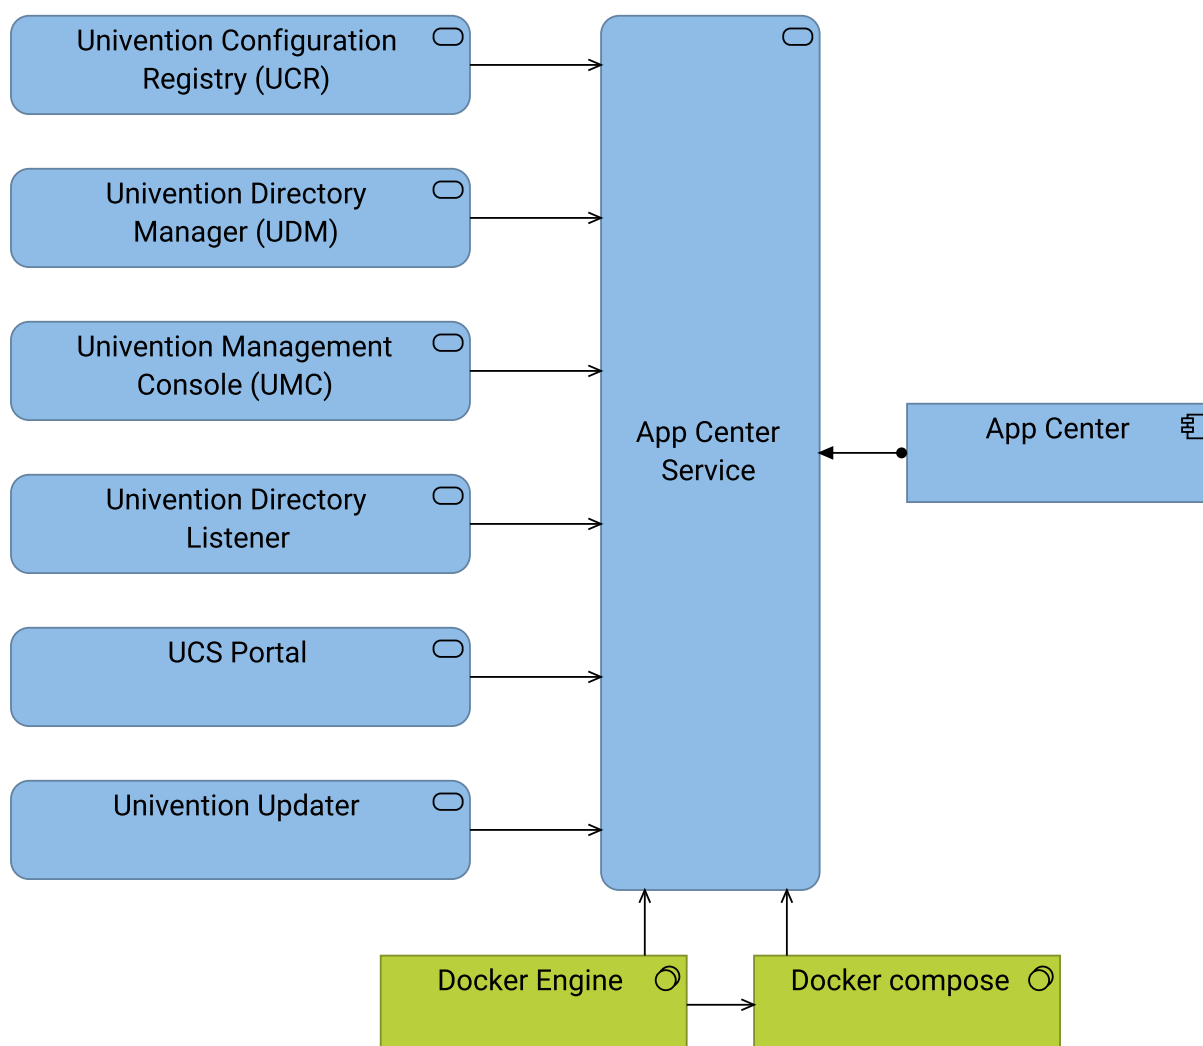 Univention Configuration
Registry (UCR)
Univention Directory
Manager (UDM)
Univention Management
Console (UMC)
Univention Directory
Listener
UCS Portal
Univention Updater
App Center
Service
App Center
Docker Engine
Docker compose